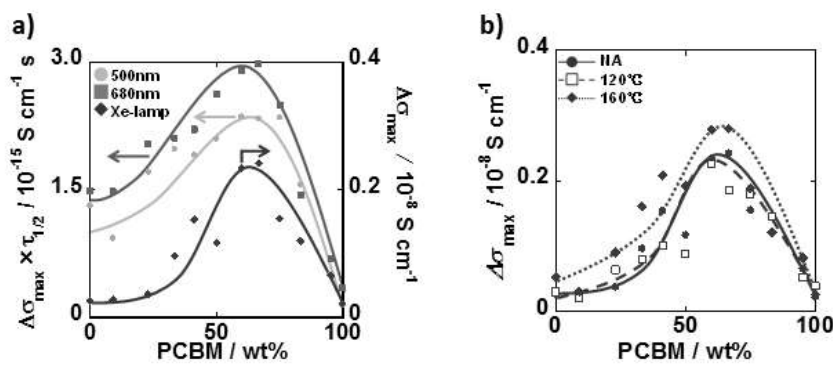 a)
3.0
1.5
0
0.4
0.2
0
500nm
680nm
Xe-lamp
Δσmax × τ1/2 / 10-15 S cm-1 s
Δσmax / 10-8 S cm-1
0 50 100
PCBM / wt%
b)
0.4
0.2
0
NA
120℃
160℃
Δσmax / 10-8 S cm-1
0 50 100
PCBM / wt%